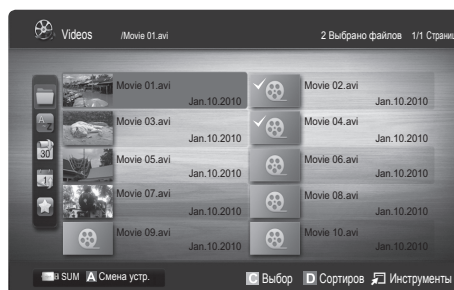 Videos /Movie 01.avi 2 Выбрано файлов 1/1 Страниц
Movie 01.avi Movie 02.avi
Jan.10.2010 Jan.10.2010
Movie 03.avi Movie 04.avi
Jan.10.2010 Jan.10.2010
Movie 05.avi Movie 06.avi
Jan.10.2010 Jan.10.2010
Movie 07.avi Movie 08.avi
Jan.10.2010 Jan.10.2010
Movie 09.avi Movie 10.avi
Jan.10.2010 Jan.10.2010
SUM A Смена устр. C Выбор D Сортиров Инструменты